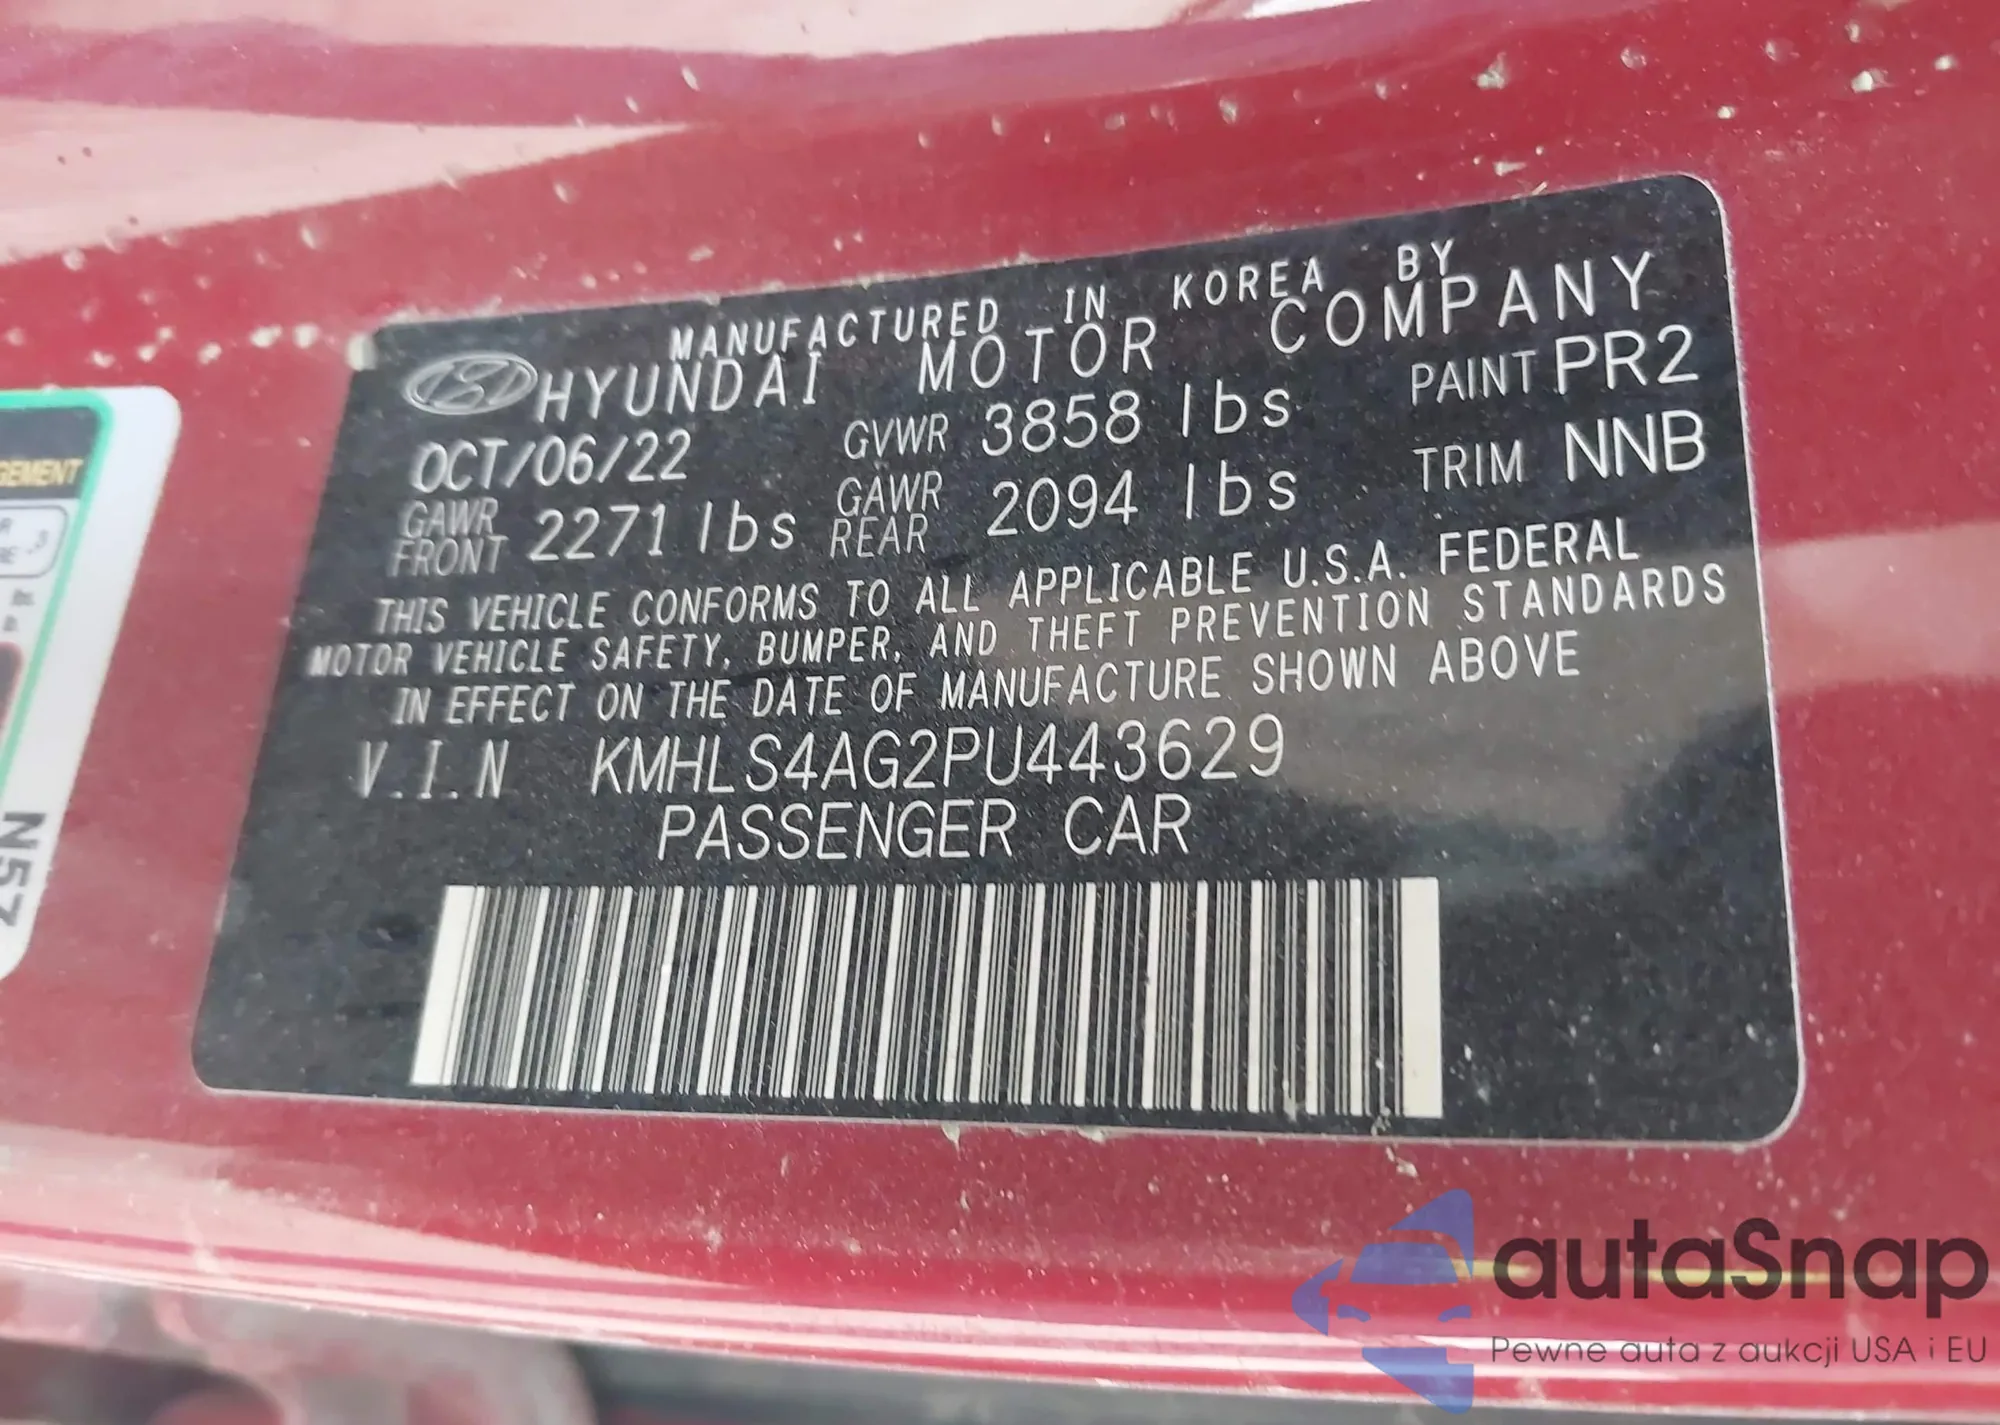 MANUFACTURED IN KOREA BY
HYUNDAI MOTOR COMPANY
OCT/06/22 GVWR 3858 lbs PAINT PR2
GAWR FRONT 2271 lbs GAWR REAR 2094 lbs TRIM NNB
THIS VEHICLE CONFORMS TO ALL APPLICABLE U.S.A. FEDERAL
MOTOR VEHICLE SAFETY, BUMPER, AND THEFT PREVENTION STANDARDS
IN EFFECT ON THE DATE OF MANUFACTURE SHOWN ABOVE
V.I.N KMHLS4AG2PU443629
PASSENGER CAR
GEMENT
N57
autaSnap
Pewne auta z aukcji USA i EU